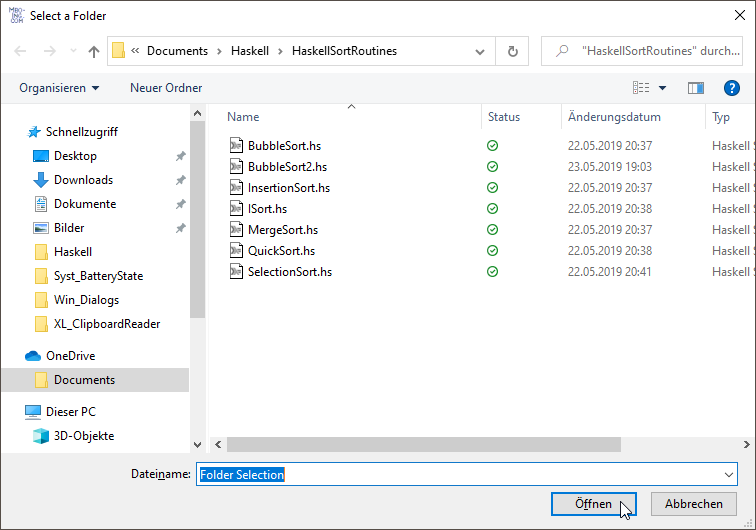 MBO-ING.COM
Select a Folder
« Documents › Haskell › HaskellSortRoutines
"HaskellSortRoutines" durch...
Organisieren Neuer Ordner
Name Status Änderungsdatum Typ
Schnellzugriff
Desktop
Downloads
Dokumente
Bilder
Haskell
Syst_BatteryState
Win_Dialogs
XL_ClipboardReader
OneDrive
Documents
Dieser PC
3D-Objekte
BubbleSort.hs 22.05.2019 20:37 Haskell S
BubbleSort2.hs 23.05.2019 19:03 Haskell S
InsertionSort.hs 22.05.2019 20:37 Haskell S
ISort.hs 22.05.2019 20:38 Haskell S
MergeSort.hs 22.05.2019 20:37 Haskell S
QuickSort.hs 22.05.2019 20:38 Haskell S
SelectionSort.hs 22.05.2019 20:41 Haskell S
Dateiname: Folder Selection
Öffnen Abbrechen